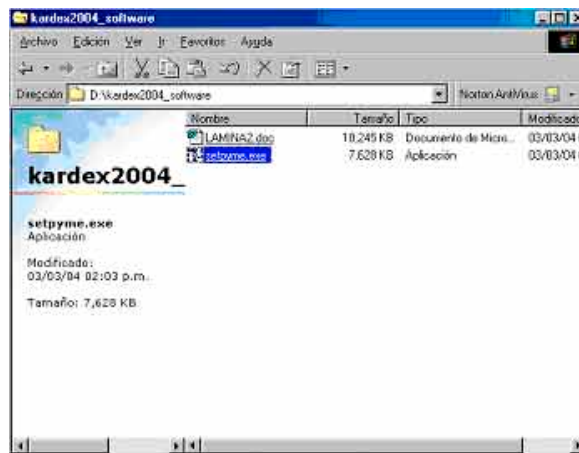 kardex2004_software
Archivo Edición Ver Ir Favoritos Ayuda
Dirección D:\kardex2004_software Norton AntiVirus
Nombre Tamaño Tipo Modificado
LAMINA2.doc 10,245 KB Documento de Micro... 03/03/04
setpyme.exe 7,628 KB Aplicación 03/03/04
kardex2004_
setpyme.exe
Aplicación
Modificado:
03/03/04 02:03 p.m.
Tamaño: 7,628 KB